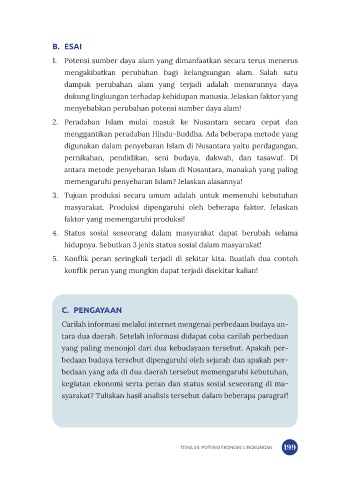 B. ESAI
1. Potensi sumber daya alam yang dimanfaatkan secara terus menerus
mengakibatkan perubahan bagi kelangsungan alam. Salah satu
dampak perubahan alam yang terjadi adalah menurunnya daya
dukung lingkungan terhadap kehidupan manusia. Jelaskan faktor yang
menyebabkan perubahan potensi sumber daya alam!
2. Peradaban Islam mulai masuk ke Nusantara secara cepat dan
menggantikan peradaban Hindu-Buddha. Ada beberapa metode yang
digunakan dalam penyebaran Islam di Nusantara yaitu perdagangan,
pernikahan, pendidikan, seni budaya, dakwah, dan tasawuf. Di
antara metode penyebaran Islam di Nusantara, manakah yang paling
memengaruhi penyebaran Islam? Jelaskan alasannya!
3. Tujuan produksi secara umum adalah untuk memenuhi kebutuhan
masyarakat. Produksi dipengaruhi oleh beberapa faktor. Jelaskan
faktor yang memengaruhi produksi!
4. Status sosial seseorang dalam masyarakat dapat berubah selama
hidupnya. Sebutkan 3 jenis status sosial dalam masyarakat!
5. Konflik peran seringkali terjadi di sekitar kita. Buatlah dua contoh
konflik peran yang mungkin dapat terjadi disekitar kalian!
C. PENGAYAAN
Carilah informasi melalui internet mengenai perbedaan budaya an-
tara dua daerah. Setelah informasi didapat coba carilah perbedaan
yang paling menonjol dari dua kebudayaan tersebut. Apakah per-
bedaan budaya tersebut dipengaruhi oleh sejarah dan apakah per-
bedaan yang ada di dua daerah tersebut memengaruhi kebutuhan,
kegiatan ekonomi serta peran dan status sosial seseorang di ma-
syarakat? Tuliskan hasil analisis tersebut dalam beberapa paragraf!
TEMA 03: POTENSI EKONOMI LINGKUNGAN 199